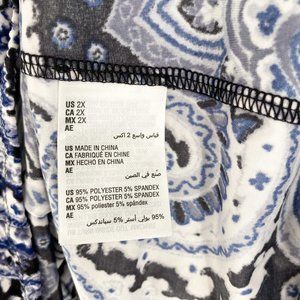 US 2X
CA 2X
MX 2X
AE
قياس واسع 2 اكس
US MADE IN CHINA
CA FABRIQUÉ EN CHINE
MX HECHO EN CHINA
AE
صنع في الصين
US 95% POLYESTER 5% SPANDEX
CA 95% POLYESTER 5% SPANDEX
MX 95% poliéster 5% spandex
AE
95% بولي أستر %5 سباندكس